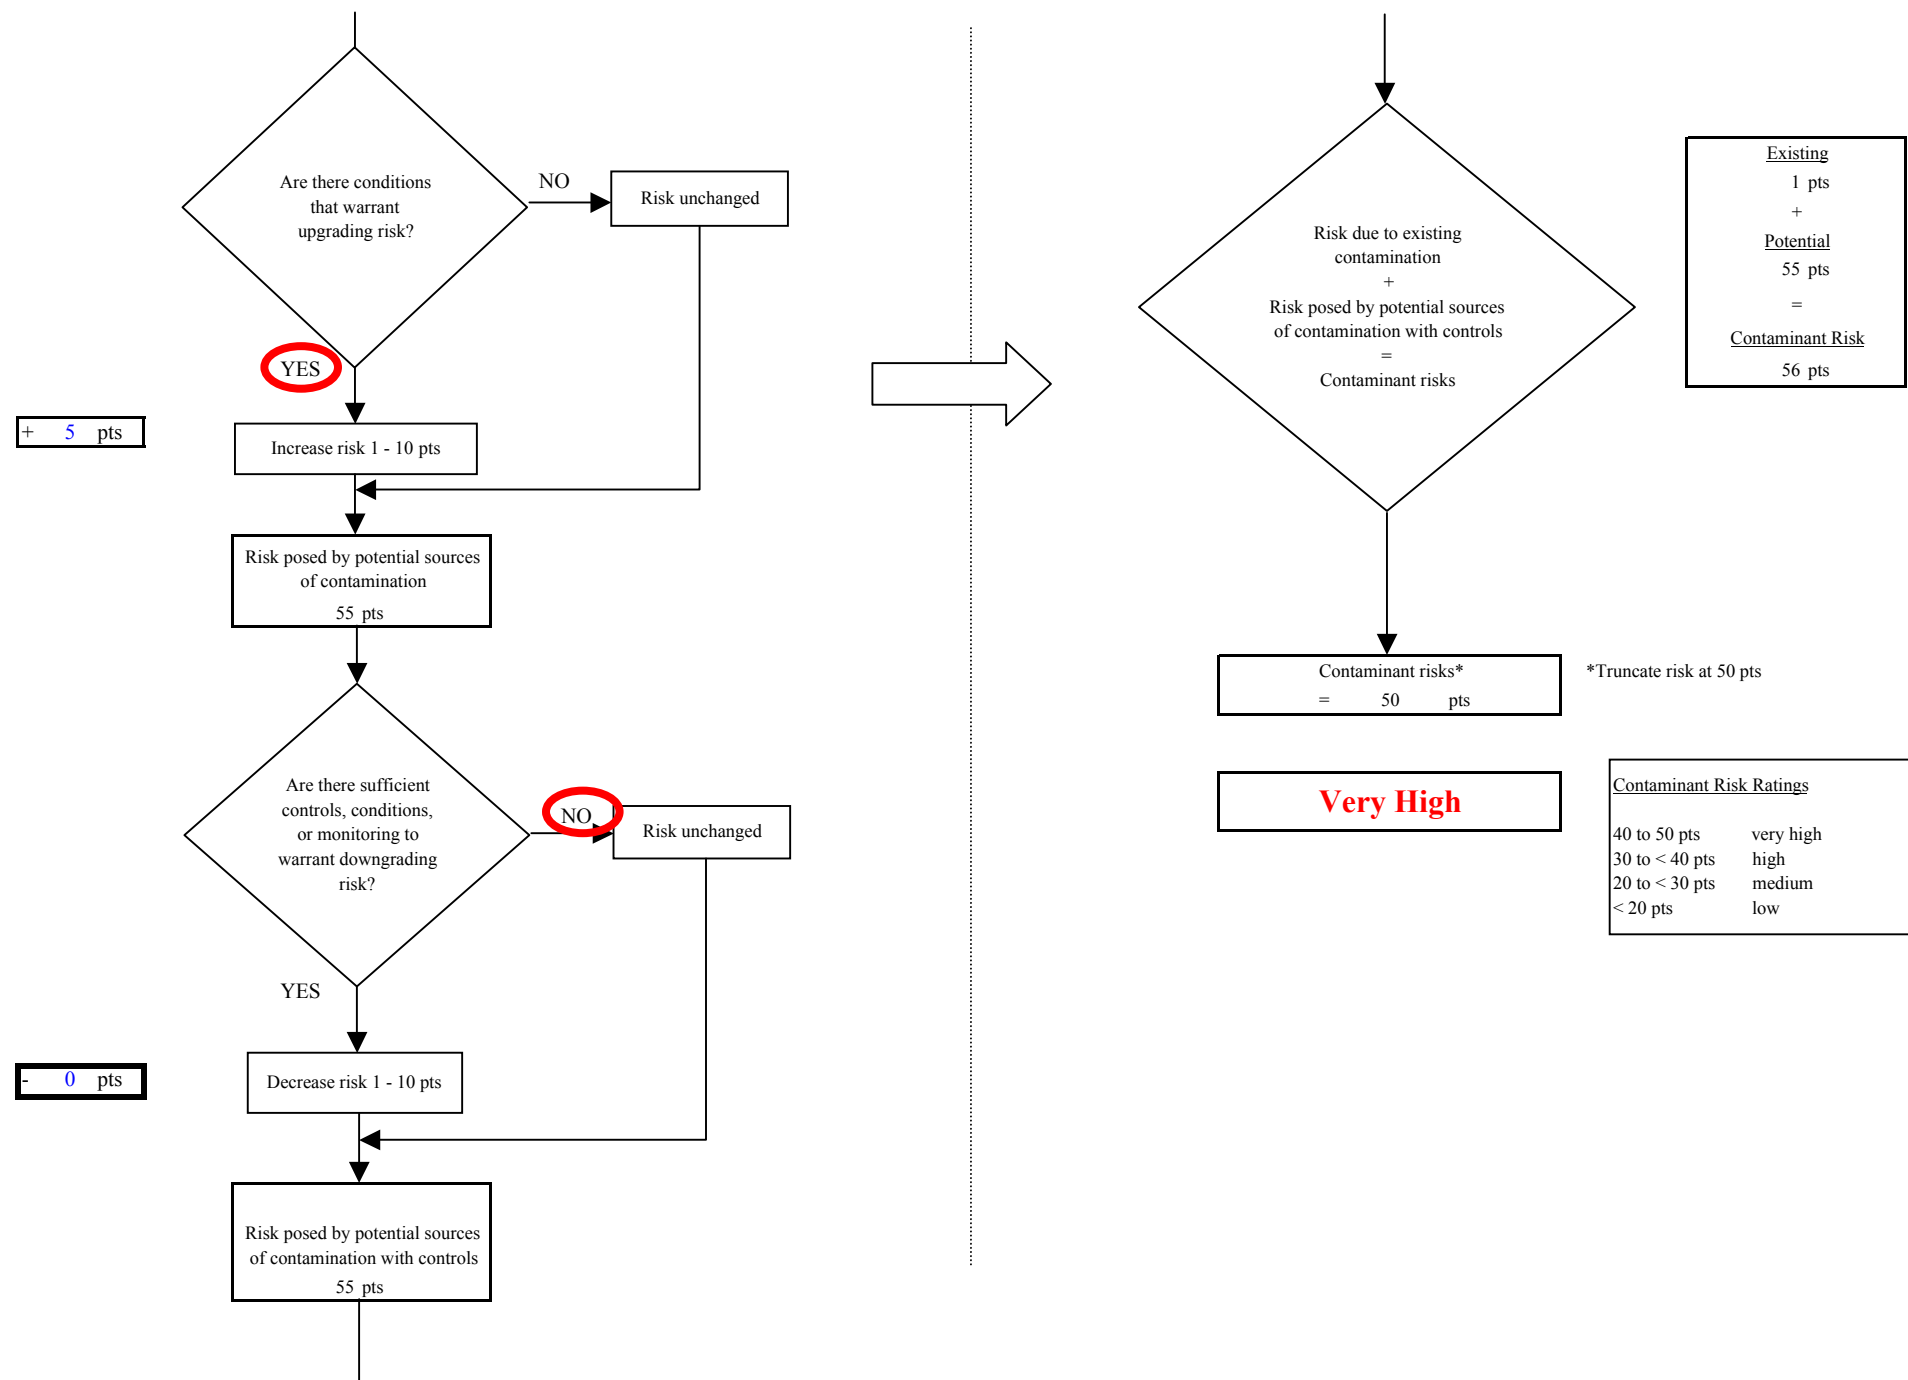 Are there conditions
that warrant
upgrading risk?
NO
Risk unchanged
YES
+ 5 pts
Increase risk 1 - 10 pts
Risk posed by potential sources
of contamination
55 pts
Are there sufficient
controls, conditions,
or monitoring to
warrant downgrading
risk?
NO
Risk unchanged
YES
- 0 pts
Decrease risk 1 - 10 pts
Risk posed by potential sources
of contamination with controls
55 pts
Risk due to existing
contamination
+
Risk posed by potential sources
of contamination with controls
=
Contaminant risks
Existing
1 pts
+
Potential
55 pts
=
Contaminant Risk
56 pts
Contaminant risks*
= 50 pts
*Truncate risk at 50 pts
Very High
Contaminant Risk Ratings
40 to 50 pts very high
30 to < 40 pts high
20 to < 30 pts medium
< 20 pts low